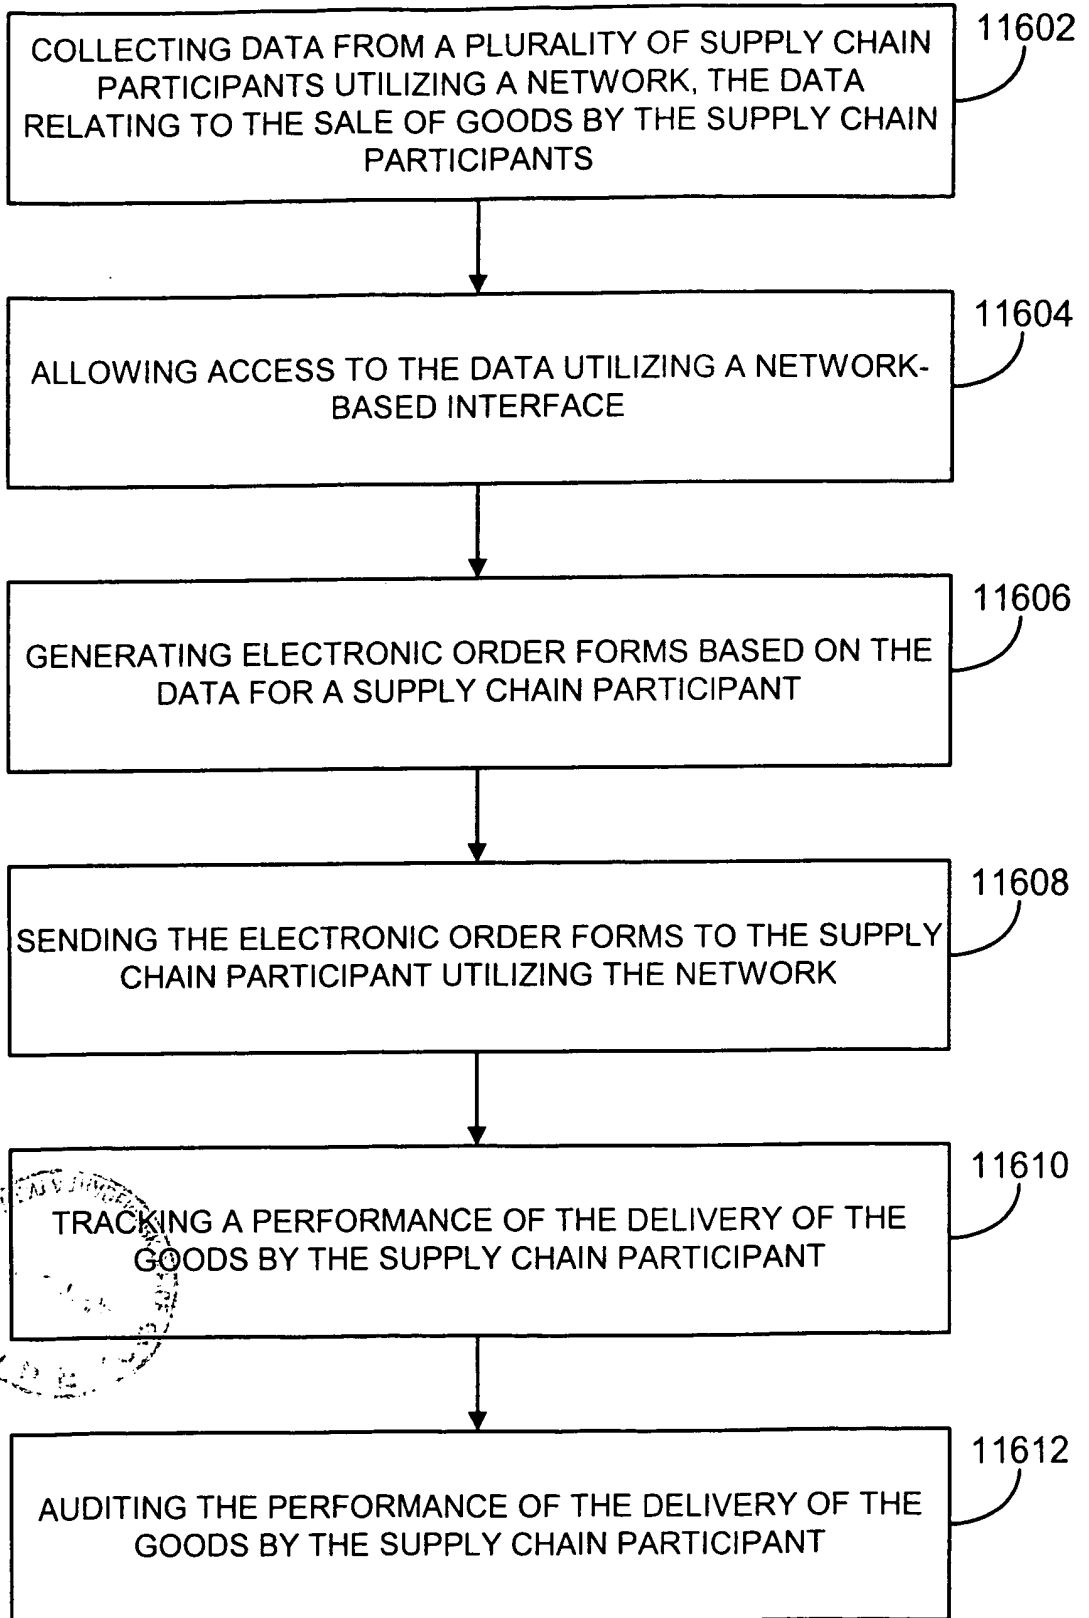 COLLECTING DATA FROM A PLURALITY OF SUPPLY CHAIN
PARTICIPANTS UTILIZING A NETWORK, THE DATA
RELATING TO THE SALE OF GOODS BY THE SUPPLY CHAIN
PARTICIPANTS
11602
ALLOWING ACCESS TO THE DATA UTILIZING A NETWORK-
BASED INTERFACE
11604
GENERATING ELECTRONIC ORDER FORMS BASED ON THE
DATA FOR A SUPPLY CHAIN PARTICIPANT
11606
SENDING THE ELECTRONIC ORDER FORMS TO THE SUPPLY
CHAIN PARTICIPANT UTILIZING THE NETWORK
11608
TRACKING A PERFORMANCE OF THE DELIVERY OF THE
GOODS BY THE SUPPLY CHAIN PARTICIPANT
11610
AUDITING THE PERFORMANCE OF THE DELIVERY OF THE
GOODS BY THE SUPPLY CHAIN PARTICIPANT
11612